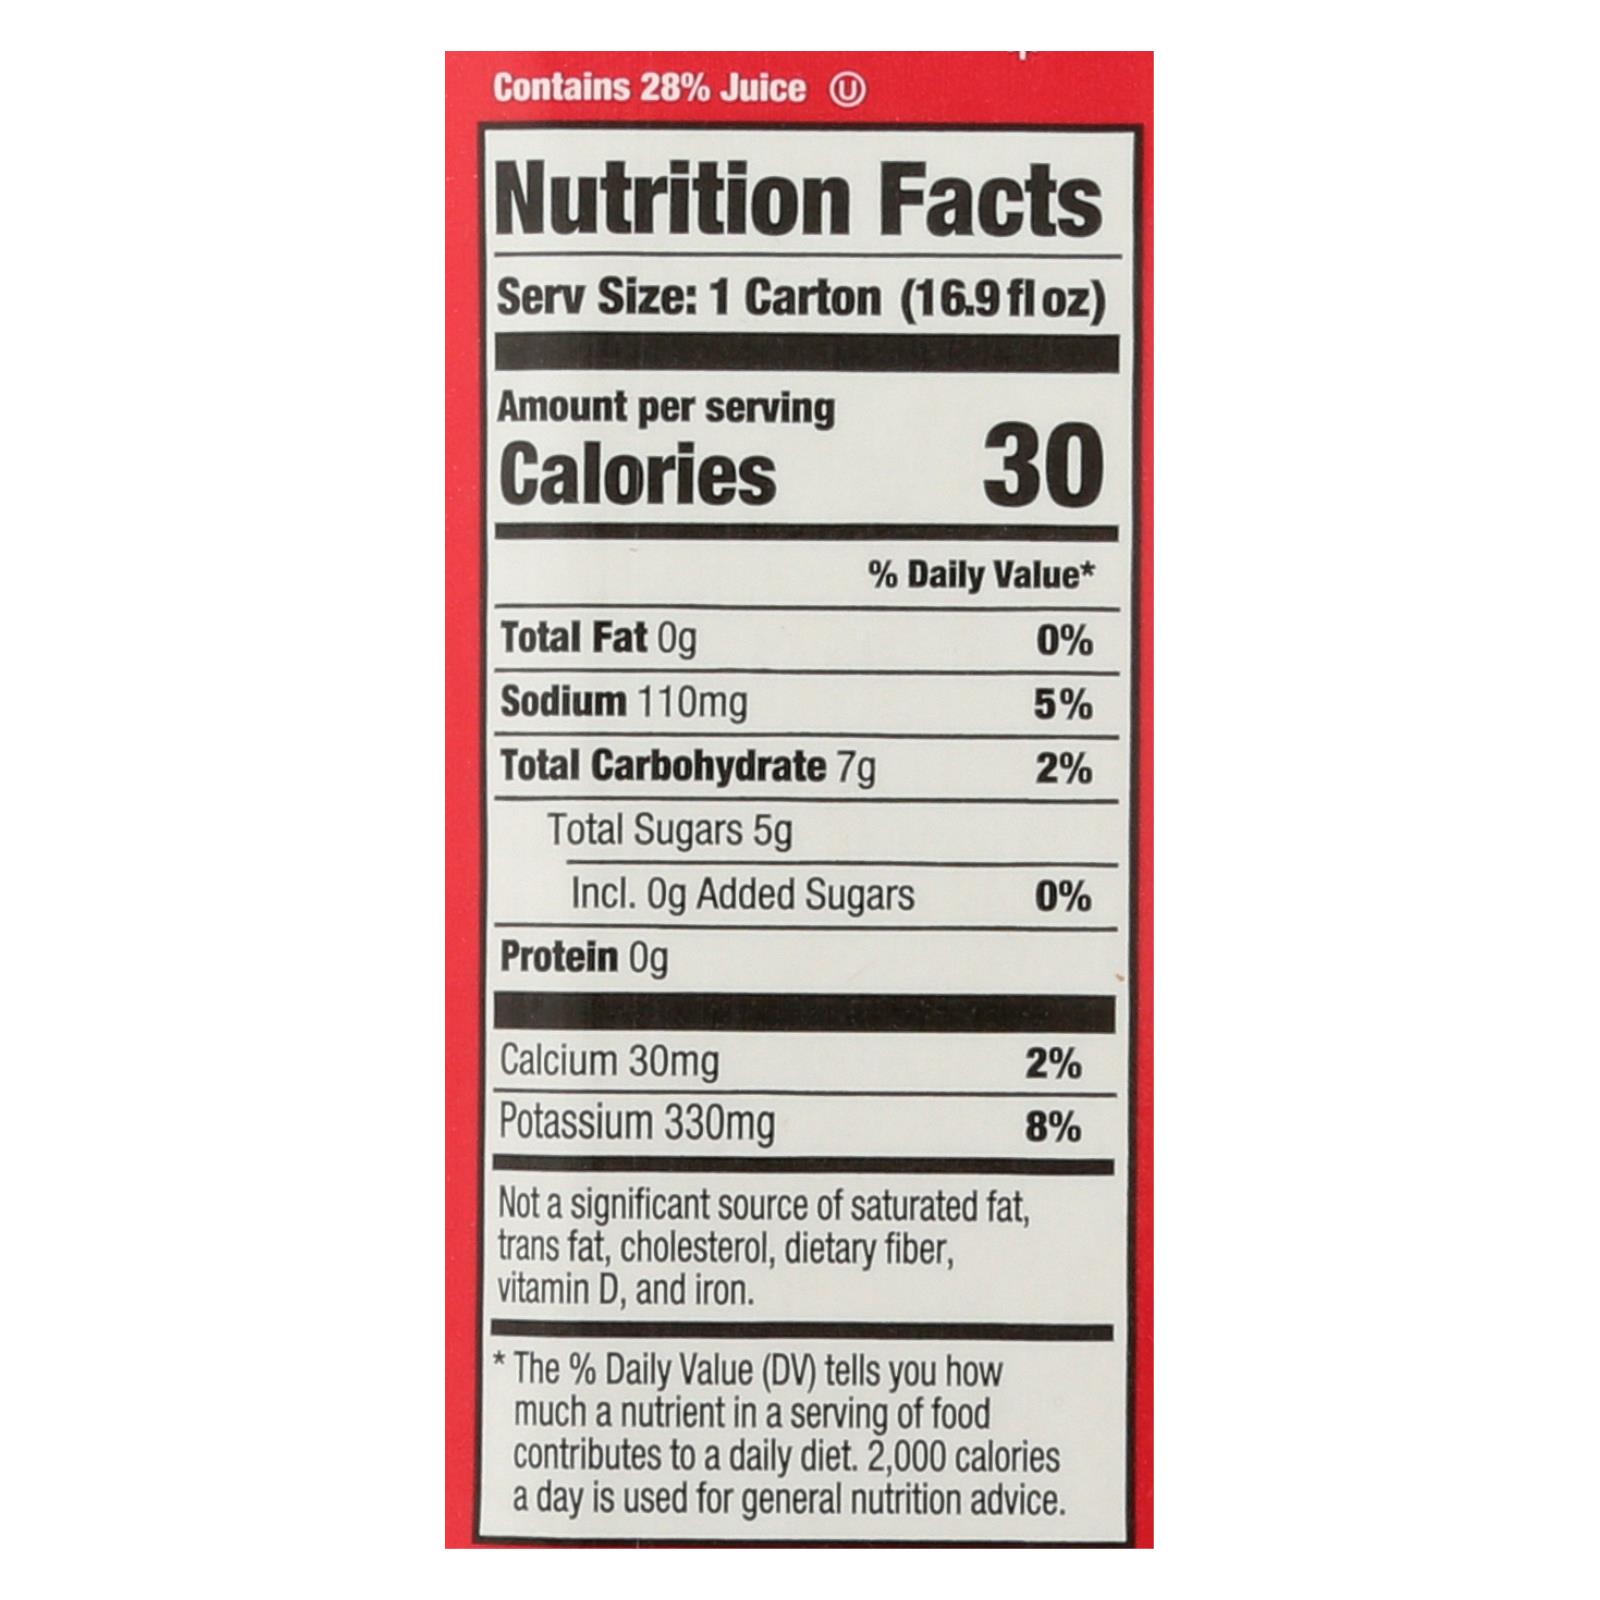 Contains 28% Juice Ⓤ
Nutrition Facts
Serv Size: 1 Carton (16.9 fl oz)
Amount per serving
Calories 30
% Daily Value*
Total Fat 0g 0%
Sodium 110mg 5%
Total Carbohydrate 7g 2%
Total Sugars 5g
Incl. 0g Added Sugars 0%
Protein 0g
Calcium 30mg 2%
Potassium 330mg 8%
Not a significant source of saturated fat,
trans fat, cholesterol, dietary fiber,
vitamin D, and iron.
* The % Daily Value (DV) tells you how
much a nutrient in a serving of food
contributes to a daily diet. 2,000 calories
a day is used for general nutrition advice.